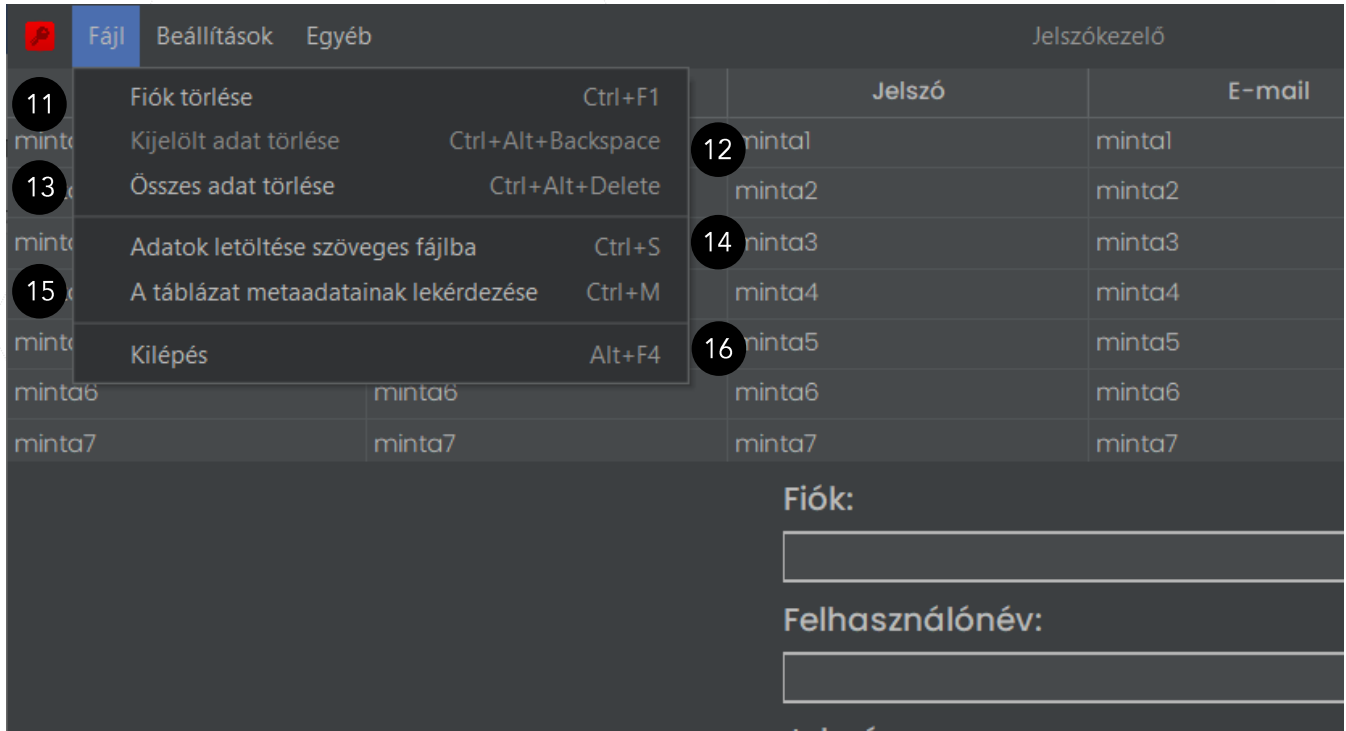 Fájl Beállítások Egyéb Jelszókezelő
11 Fiók törlése Ctrl+F1 Jelszó E-mail
Kijelölt adat törlése Ctrl+Alt+Backspace 12 minta1 minta1
13 Összes adat törlése Ctrl+Alt+Delete minta2 minta2
Adatok letöltése szöveges fájlba Ctrl+S 14 minta3 minta3
15 A táblázat metaadatainak lekérdezése Ctrl+M minta4 minta4
Kilépés Alt+F4 16 minta5 minta5
minta6 minta6 minta6 minta6
minta7 minta7 minta7 minta7
Fiók:
Felhasználónév: